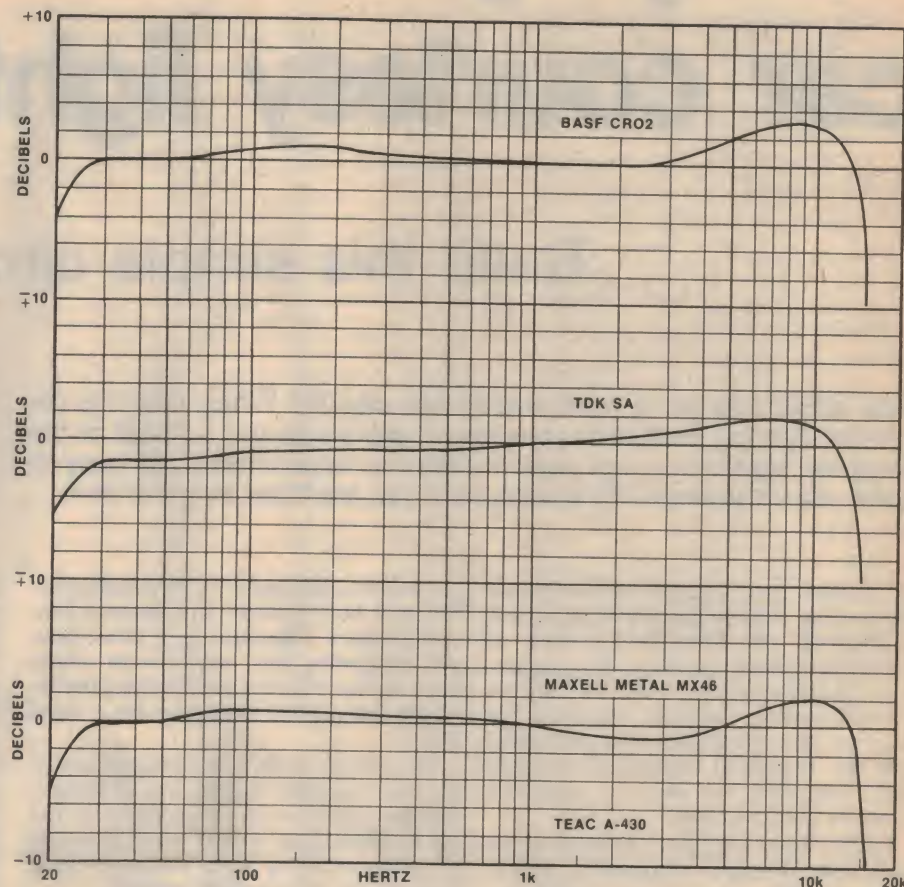 +10
BASF CRO2
DECIBELS
0
+I 10
TDK SA
DECIBELS
0
+I 10
MAXELL METAL MX46
DECIBELS
0
TEAC A-430
-10
20 100 HERTZ 1k 10k 20k